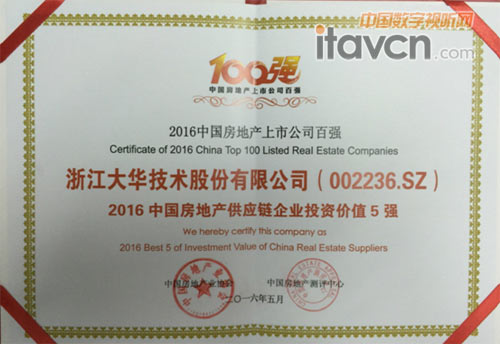 中国数字视听网
itavcn.com
100强
中国房地产上市公司百强
2016中国房地产上市公司百强
Certificate of 2016 China Top 100 Listed Real Estate Companies
浙江大华技术股份有限公司（002236.SZ）
2016 中国房地产供应链企业投资价值 5 强
We hereby certify this company as
2016 Best 5 of Investment Value of China Real Estate Suppliers
中国房地产业协会 中国房地产测评中心
二〇一六年五月